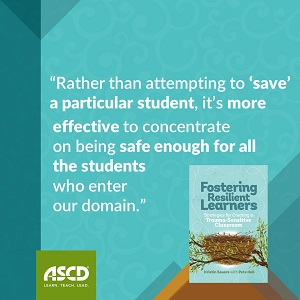 “Rather than attempting to ‘save’
a particular student, it’s more
effective to concentrate
on being safe enough for all
the students
who enter
our domain.”
Fostering
Resilient
Learners
Strategies for Creating a
Trauma-Sensitive
Classroom
Kristin Souers with Pete Hall
ASCD
LEARN. TEACH. LEAD.